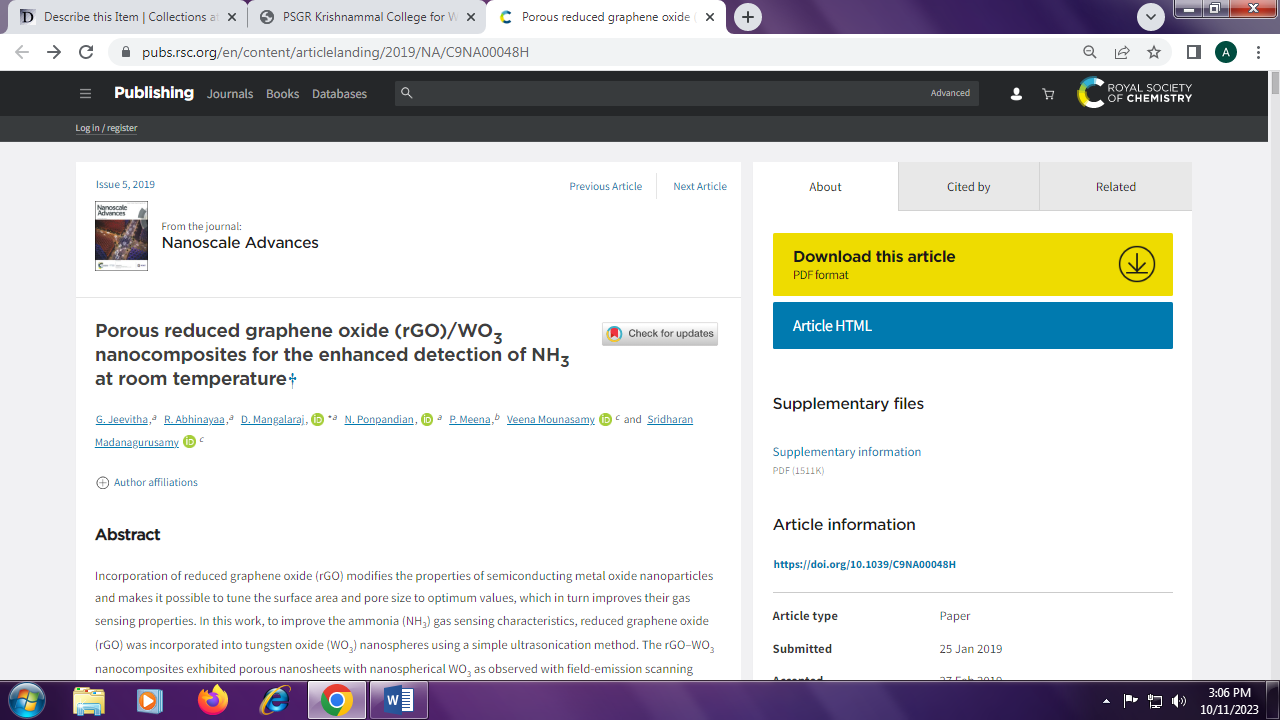 Describe this Item | Collections at
PSGR Krishnammal College for W
Porous reduced graphene oxide (
pubs.rsc.org/en/content/articlelanding/2019/NA/C9NA00048H
A
Publishing
Journals
Books
Databases
Advanced
ROYAL SOCIETY
OF CHEMISTRY
Log in / register
Issue 5, 2019
Previous Article
Next Article
Nanoscale
Advances
From the journal:
Nanoscale Advances
Porous reduced graphene oxide (rGO)/WO3
nanocomposites for the enhanced detection of NH3
at room temperature†
Check for updates
G. Jeevitha,a R. Abhinayaa,a D. Mangalaraj, iD *a N. Ponpandian, iD a P. Meena,b Veena Mounasamy iD c and Sridharan
Madanagurusamy iD c
Author affiliations
Abstract
Incorporation of reduced graphene oxide (rGO) modifies the properties of semiconducting metal oxide nanoparticles
and makes it possible to tune the surface area and pore size to optimum values, which in turn improves their gas
sensing properties. In this work, to improve the ammonia (NH3) gas sensing characteristics, reduced graphene oxide
(rGO) was incorporated into tungsten oxide (WO3) nanospheres using a simple ultrasonication method. The rGO–WO3
nanocomposites exhibited porous nanosheets with nanospherical WO3 as observed with field-emission scanning
About
Cited by
Related
Download this article
PDF format
Article HTML
Supplementary files
Supplementary information
PDF (1511K)
Article information
https://doi.org/10.1039/C9NA00048H
Article type Paper
Submitted 25 Jan 2019
Accepted 27 Feb 2019
3:06 PM
10/11/2023